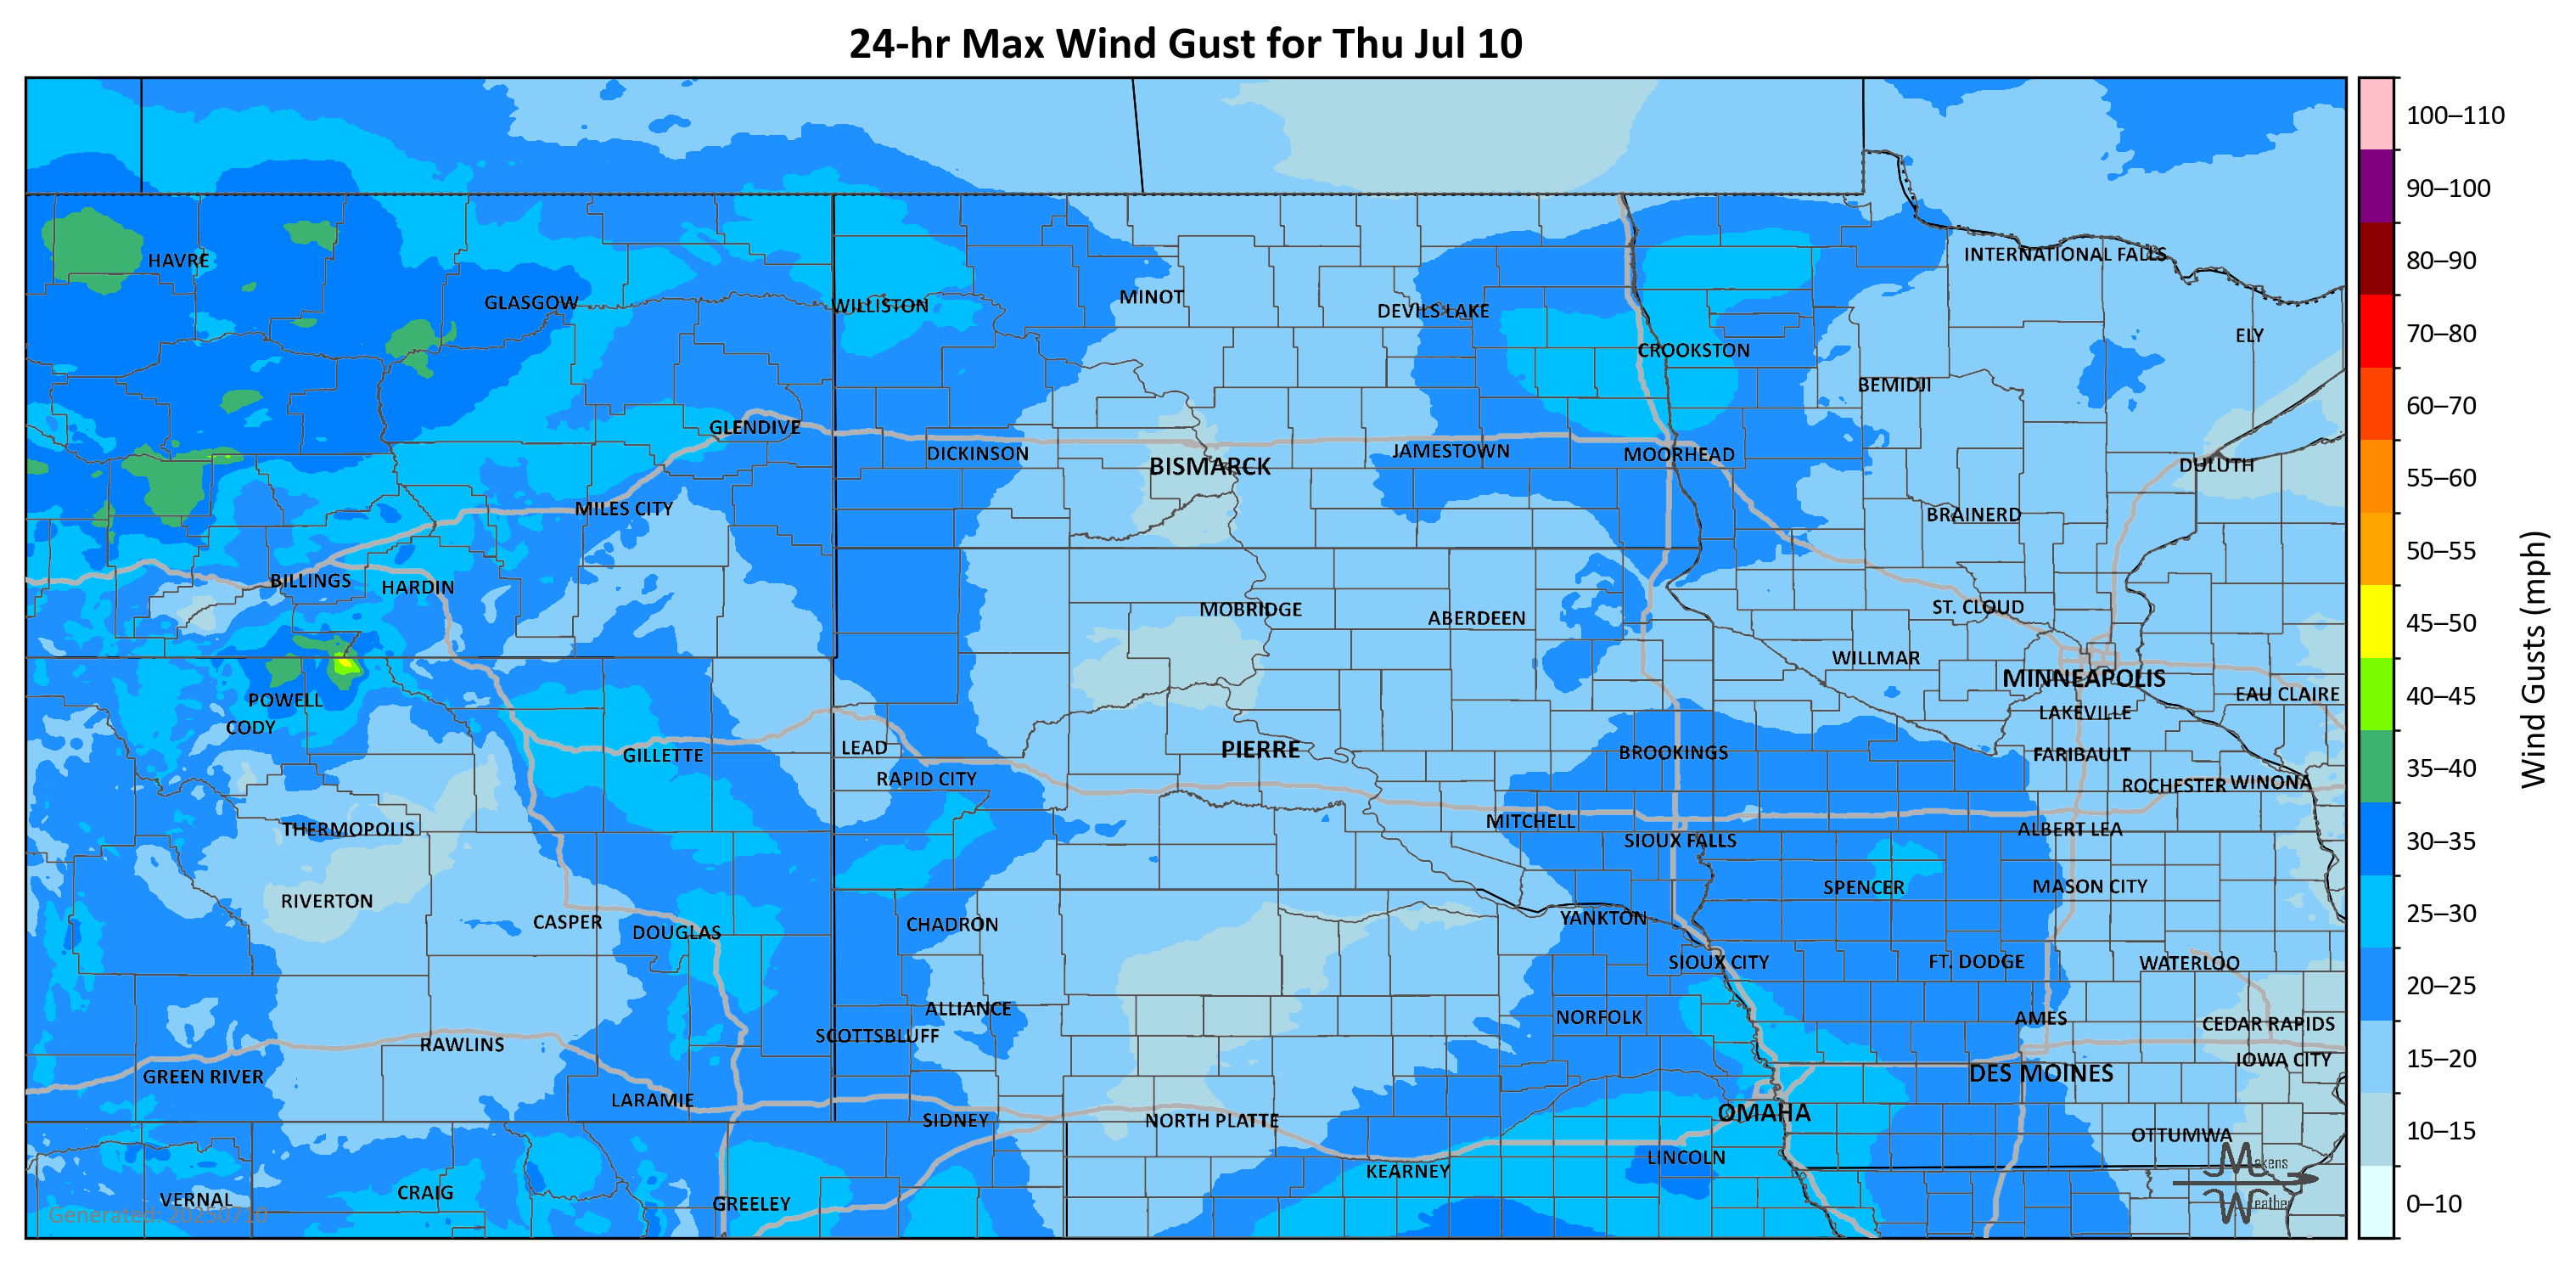 24-hr Max Wind Gust for Thu Jul 10
100–110
90–100
80–90
70–80
60–70
55–60
50–55
45–50
40–45
35–40
30–35
25–30
20–25
15–20
10–15
0–10
Wind Gusts (mph)
HAVRE
INTERNATIONAL FALLS
GLASGOW
WILLISTON
MINOT
DEVILS LAKE
ELY
CROOKSTON
BEMIDJI
GLENDIVE
DICKINSON
BISMARCK
JAMESTOWN
MOORHEAD
DULUTH
MILES CITY
BRAINERD
BILLINGS
HARDIN
MOBRIDGE
ABERDEEN
ST. CLOUD
WILLMAR
MINNEAPOLIS
EAU CLAIRE
POWELL
CODY
LAKEVILLE
GILLETTE
LEAD
PIERRE
BROOKINGS
FARIBAULT
RAPID CITY
ROCHESTER
WINONA
THERMOPOLIS
MITCHELL
SIOUX FALLS
ALBERT LEA
RIVERTON
SPENCER
MASON CITY
CASPER
DOUGLAS
CHADRON
YANKTON
SIOUX CITY
FT. DODGE
WATERLOO
ALLIANCE
NORFOLK
AMES
CEDAR RAPIDS
SCOTTSBLUFF
RAWLINS
IOWA CITY
GREEN RIVER
DES MOINES
LARAMIE
SIDNEY
NORTH PLATTE
OMAHA
OTTUMWA
KEARNEY
LINCOLN
VERNAL
CRAIG
GREELEY
Makens
Weather
Generated: 20250710